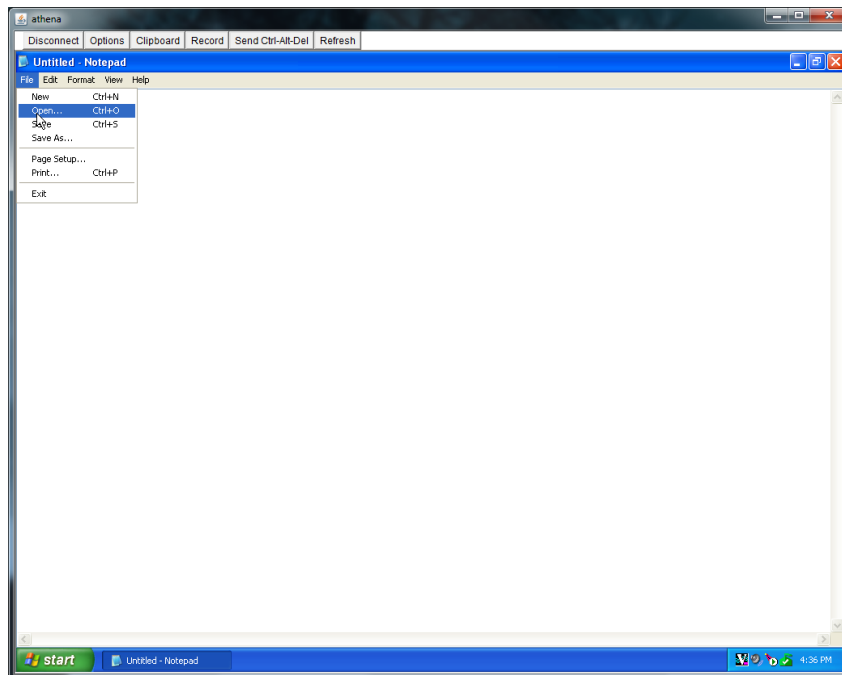 athena
Disconnect Options Clipboard Record Send Ctrl-Alt-Del Refresh
Untitled - Notepad
File Edit Format View Help
New Ctrl+N
Open... Ctrl+O
Save Ctrl+S
Save As...
Page Setup...
Print... Ctrl+P
Exit
start Untitled - Notepad 4:36 PM